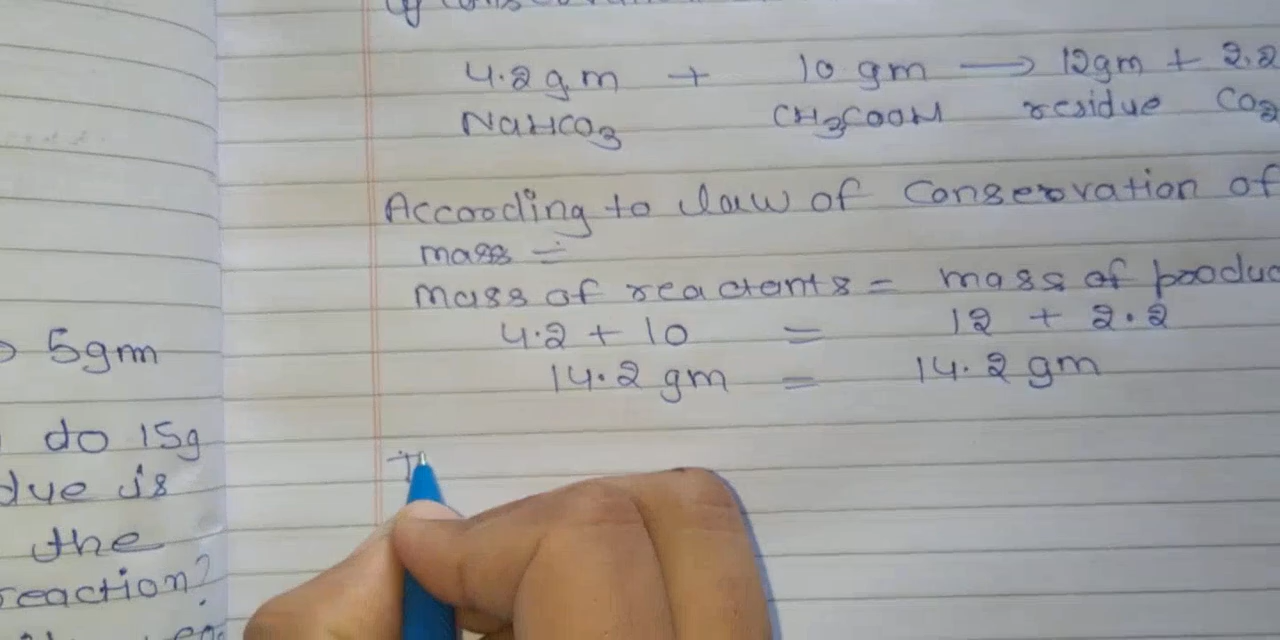 5gm
do 15g
due is
the
reaction?
4.2 gm + 10 gm → 12gm + 2.2
NaHCO3 CH3COOH residue CO2
According to law of Conservation of
mass ÷
mass of reactants = mass of produc
4.2 + 10 = 12 + 2.2
14.2 gm = 14.2 gm